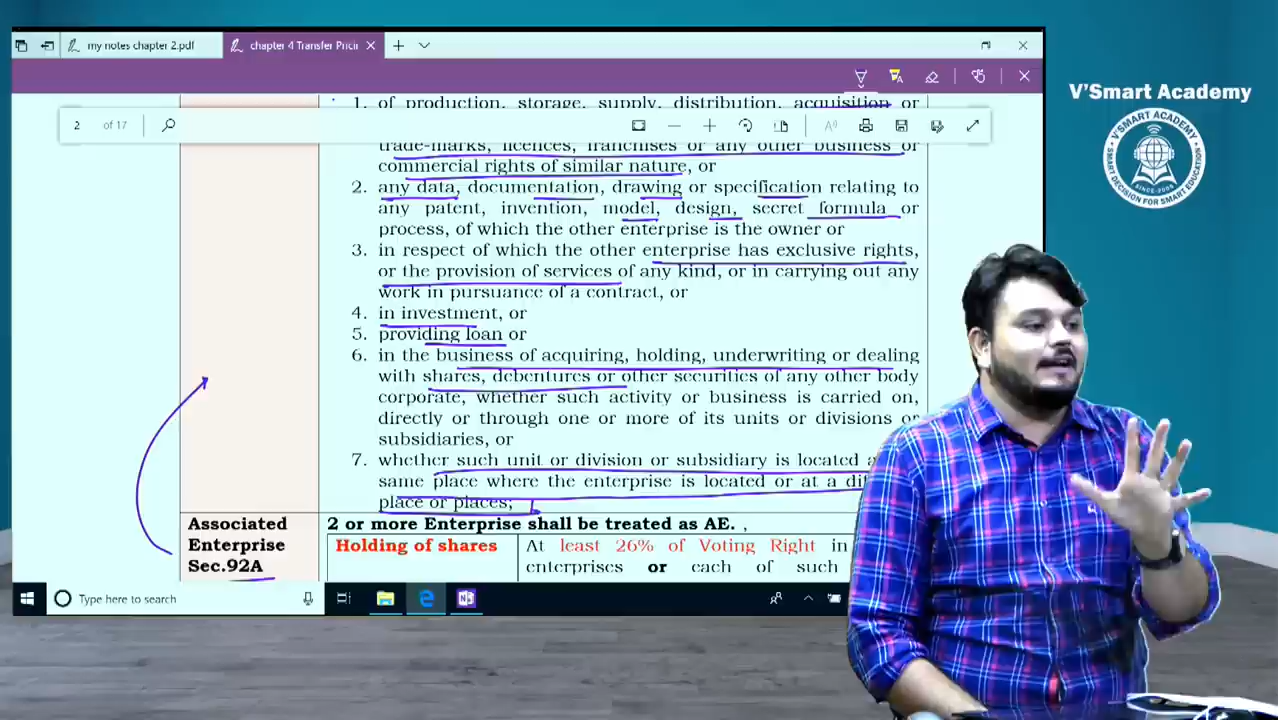 my notes chapter 2.pdf
chapter 4 Transfer Pricin
V'Smart Academy
V'SMART ACADEMY
SINCE-2005
SMART DECISION FOR SMART EDUCATION
1. of production, storage, supply, distribution, acquisition or
2 of 17
trade-marks, licences, franchises or any other business or
commercial rights of similar nature, or
2. any data, documentation, drawing or specification relating to
any patent, invention, model, design, secret formula or
process, of which the other enterprise is the owner or
3. in respect of which the other enterprise has exclusive rights,
or the provision of services of any kind, or in carrying out any
work in pursuance of a contract, or
4. in investment, or
5. providing loan or
6. in the business of acquiring, holding, underwriting or dealing
with shares, debentures or other securities of any other body
corporate, whether such activity or business is carried on,
directly or through one or more of its units or divisions or
subsidiaries, or
7. whether such unit or division or subsidiary is located
same place where the enterprise is located or at a
place or places;
Associated
Enterprise
Sec.92A
2 or more Enterprise shall be treated as AE. ,
Holding of shares
At least 26% of Voting Right in
enterprises or each of such
Type here to search